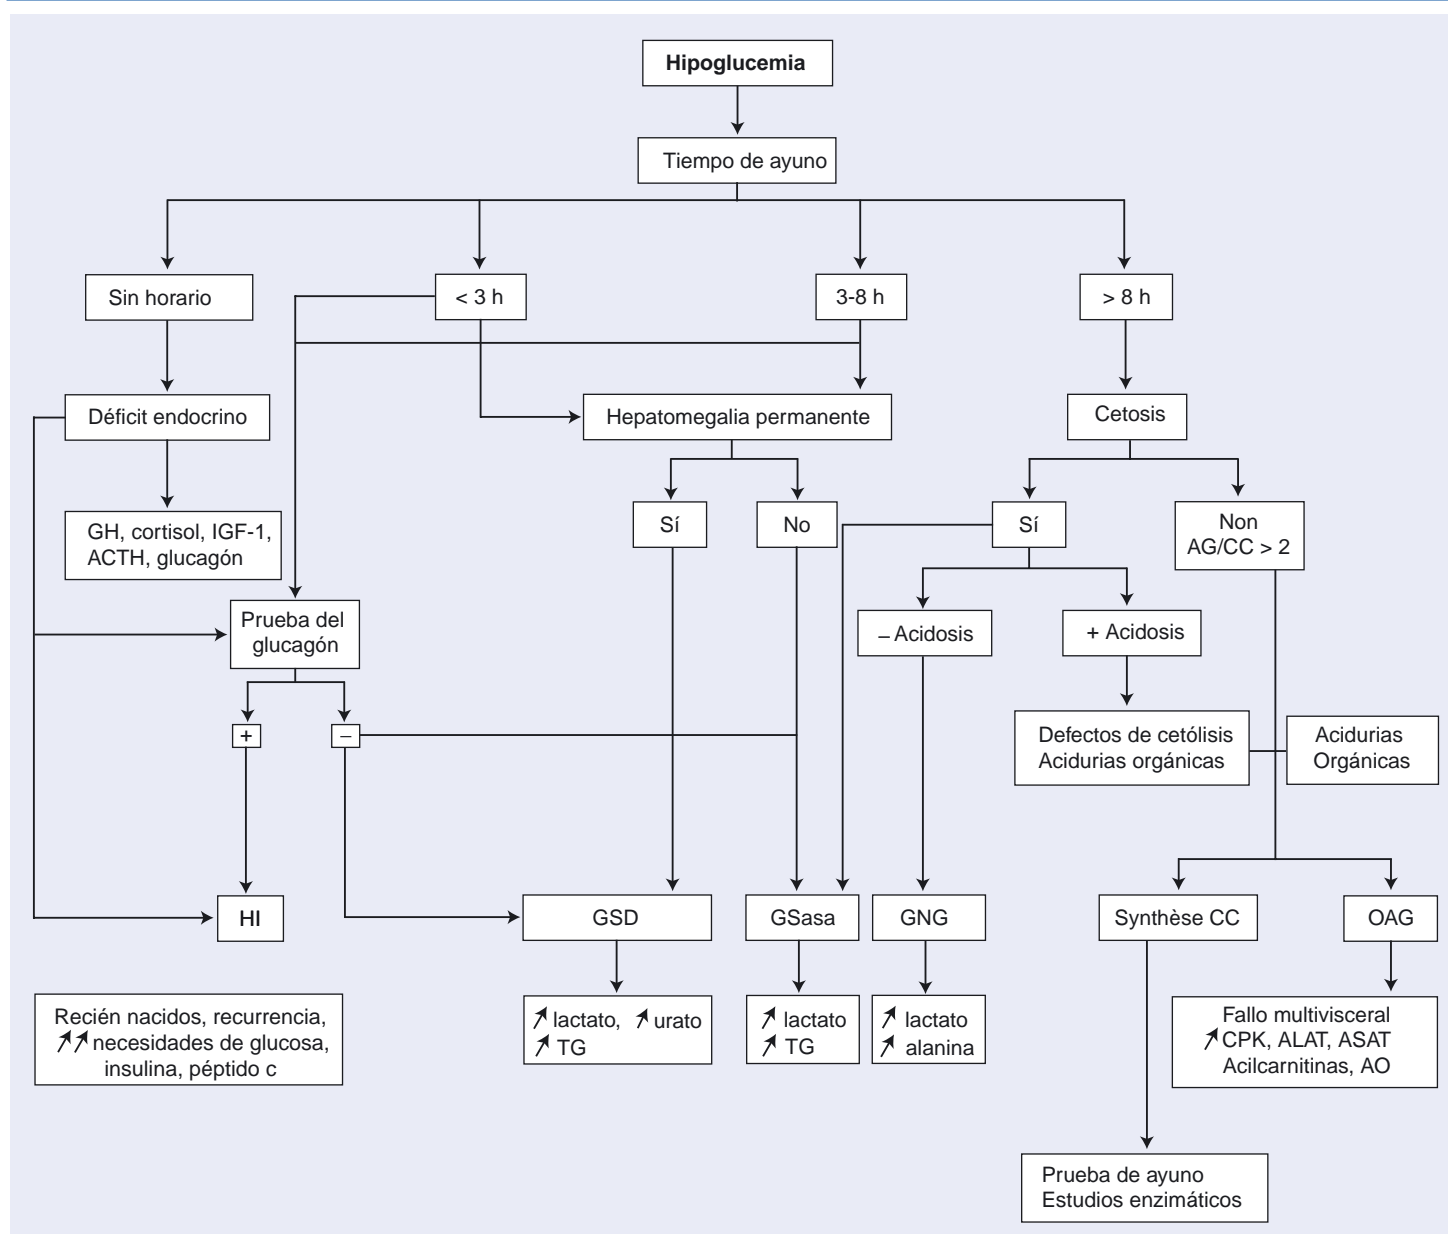 Hipoglucemia
Tiempo de ayuno
Sin horario
< 3 h
3-8 h
> 8 h
Déficit endocrino
Hepatomegalia permanente
Cetosis
Sí
No
Sí
Non
AG/CC > 2
GH, cortisol, IGF-1,
ACTH, glucagón
Prueba del
glucagón
– Acidosis
+ Acidosis
+
–
Defectos de cetólisis
Acidurias orgánicas
Acidurias
Orgánicas
HI
GSD
GSasa
GNG
Synthèse CC
OAG
Recién nacidos, recurrencia,
↗↗ necesidades de glucosa,
insulina, péptido c
↗ lactato, ↗ urato
↗ TG
↗ lactato
↗ TG
↗ lactato
↗ alanina
Fallo multivisceral
↗ CPK, ALAT, ASAT
Acilcarnitinas, AO
Prueba de ayuno
Estudios enzimáticos